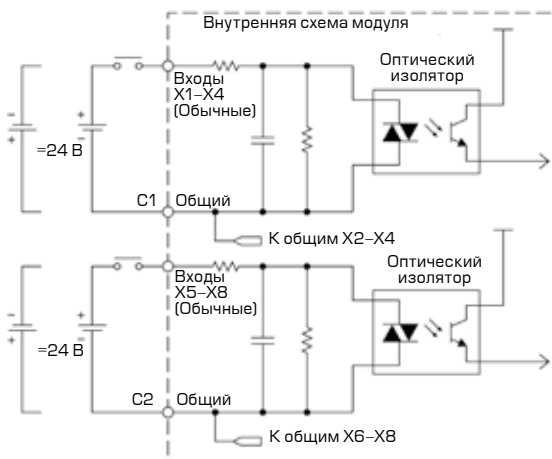 Внутренняя схема модуля
Оптический
изолятор
Входы
X1–X4
(Обычные)
–
+
+
–
=24 В
C1
Общий
К общим X2–X4
Оптический
изолятор
Входы
X5–X8
(Обычные)
–
+
+
–
=24 В
C2
Общий
К общим X6–X8